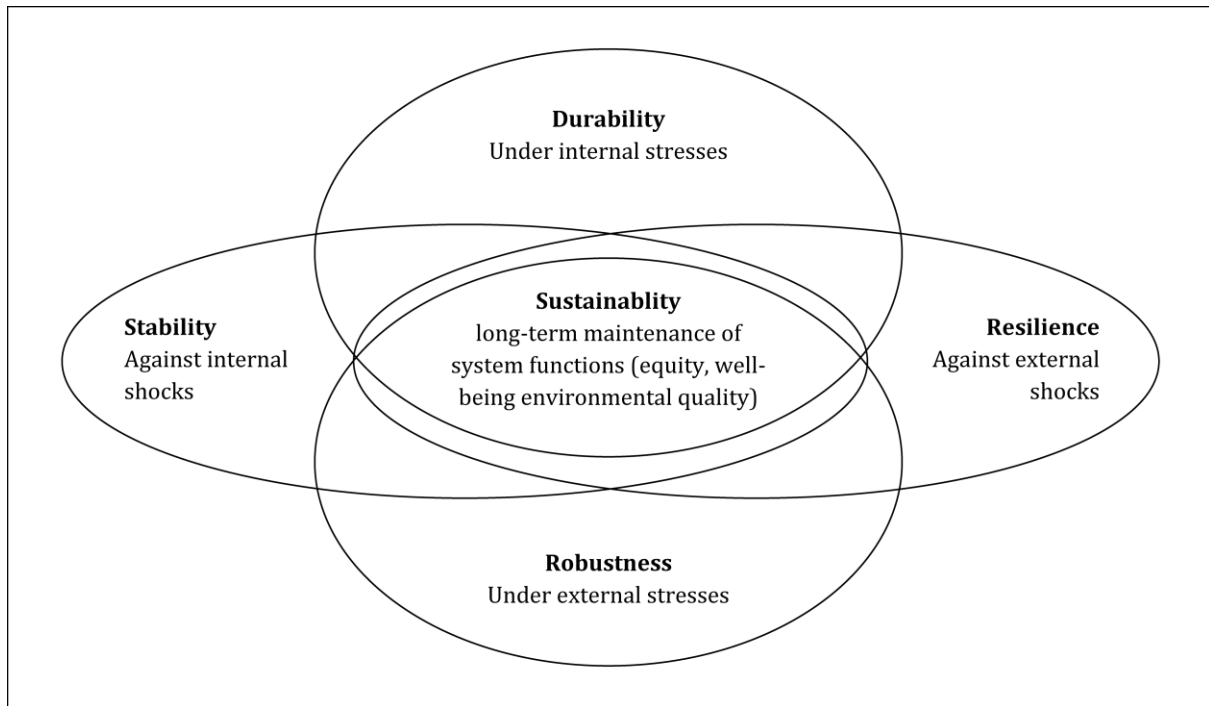 Durability
Under internal stresses
Sustainablity
long-term maintenance of
system functions (equity, well-
being environmental quality)
Stability
Against internal
shocks
Resilience
Against external
shocks
Robustness
Under external stresses